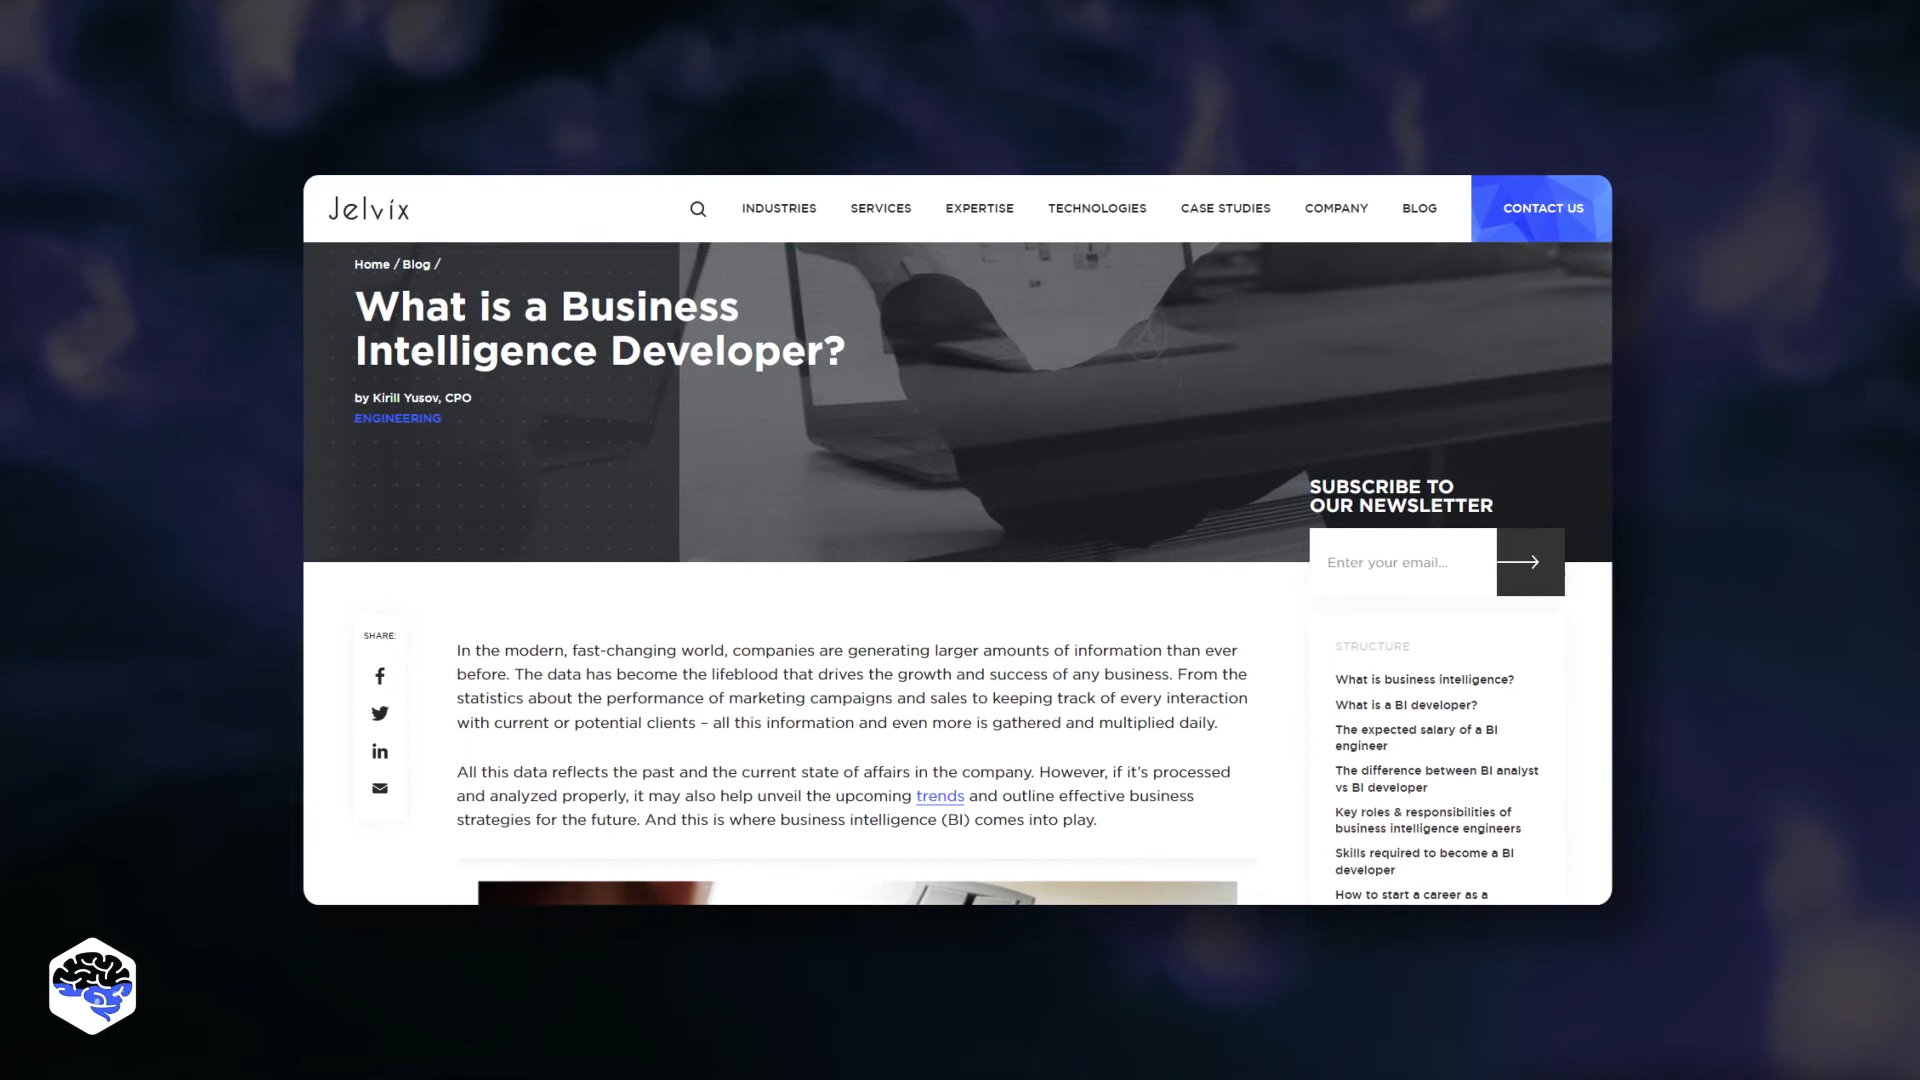 Jelvix
INDUSTRIES
SERVICES
EXPERTISE
TECHNOLOGIES
CASE STUDIES
COMPANY
BLOG
CONTACT US
Home / Blog /
What is a Business
Intelligence Developer?
by Kirill Yusov, CPO
ENGINEERING
SUBSCRIBE TO
OUR NEWSLETTER
Enter your email...
SHARE:
In the modern, fast-changing world, companies are generating larger amounts of information than ever
before. The data has become the lifeblood that drives the growth and success of any business. From the
statistics about the performance of marketing campaigns and sales to keeping track of every interaction
with current or potential clients – all this information and even more is gathered and multiplied daily.
All this data reflects the past and the current state of affairs in the company. However, if it's processed
and analyzed properly, it may also help unveil the upcoming trends and outline effective business
strategies for the future. And this is where business intelligence (BI) comes into play.
STRUCTURE
What is business intelligence?
What is a BI developer?
The expected salary of a BI
engineer
The difference between BI analyst
vs BI developer
Key roles & responsibilities of
business intelligence engineers
Skills required to become a BI
developer
How to start a career as a